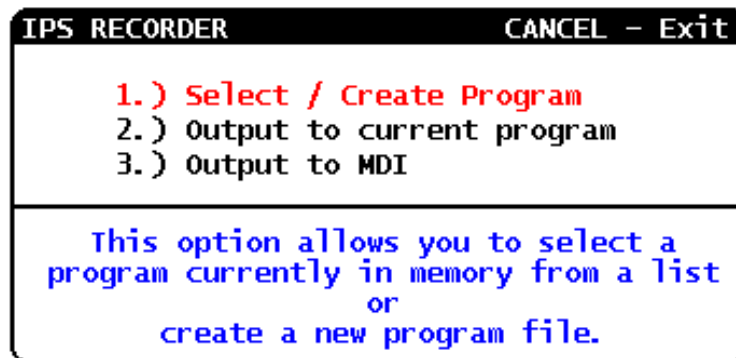 IPS RECORDER CANCEL - Exit
1.) Select / Create Program
2.) Output to current program
3.) Output to MDI
This option allows you to select a
program currently in memory from a list
or
create a new program file.